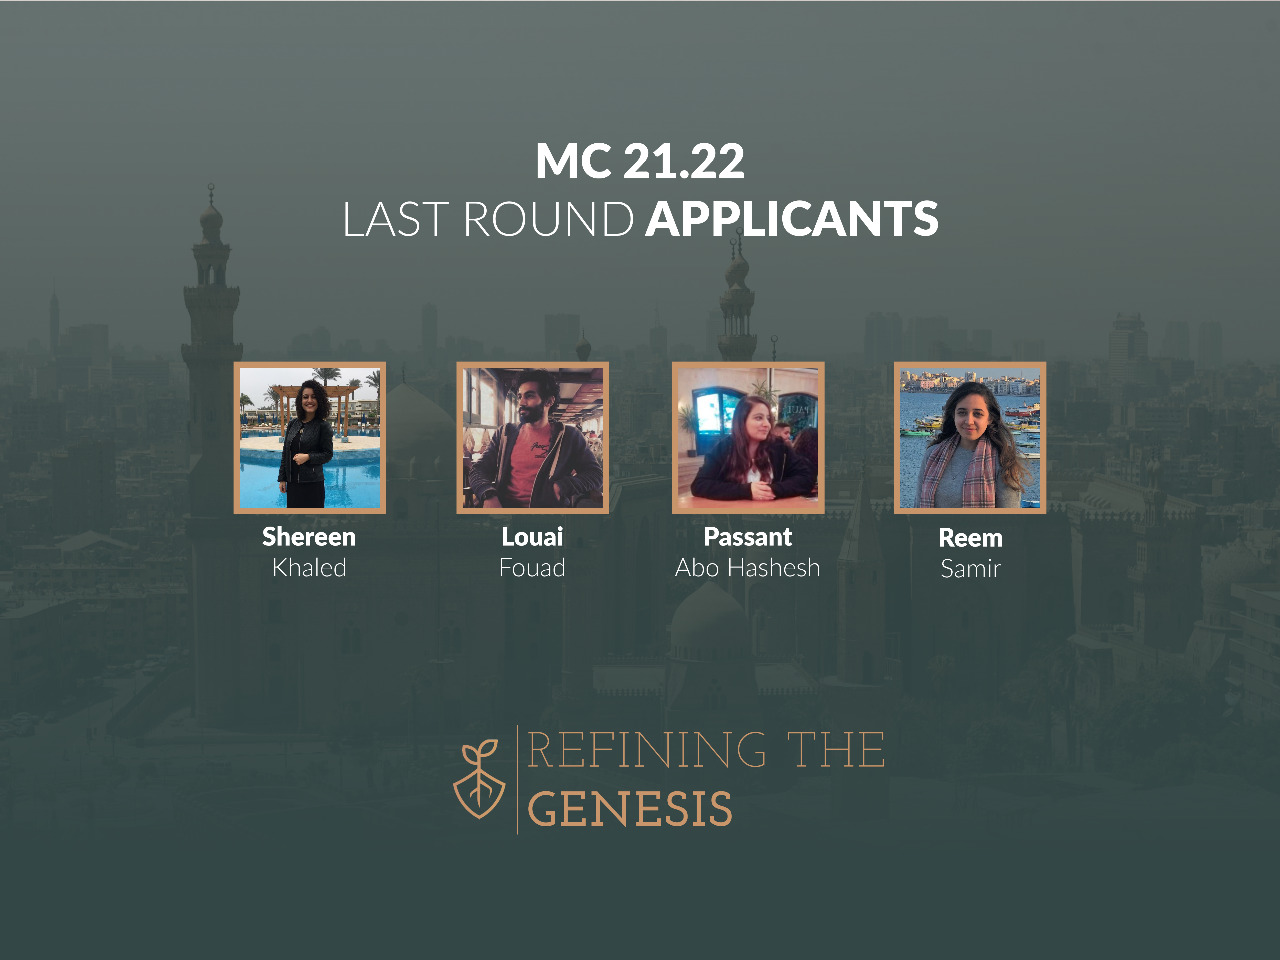 MC 21.22
LAST ROUND APPLICANTS
Shereen
Khaled
Louai
Fouad
Passant
Abo Hashesh
Reem
Samir
REFINING THE
GENESIS